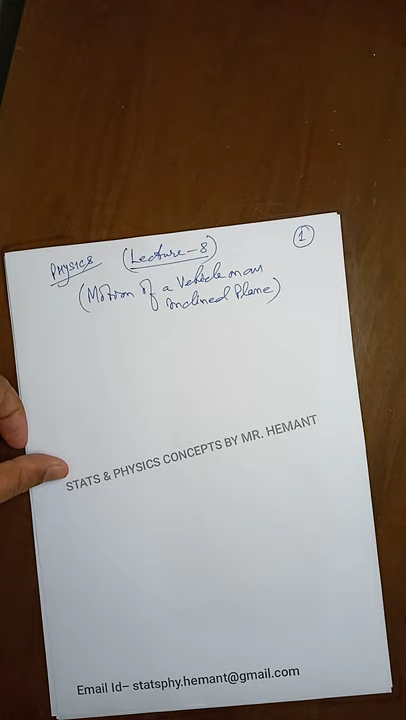 PHYSICS (Lecture-8) 1
(Motion of a Vehicle on an
Inclined Plane)
STATS & PHYSICS CONCEPTS BY MR. HEMANT
Email Id– statsphy.hemant@gmail.com